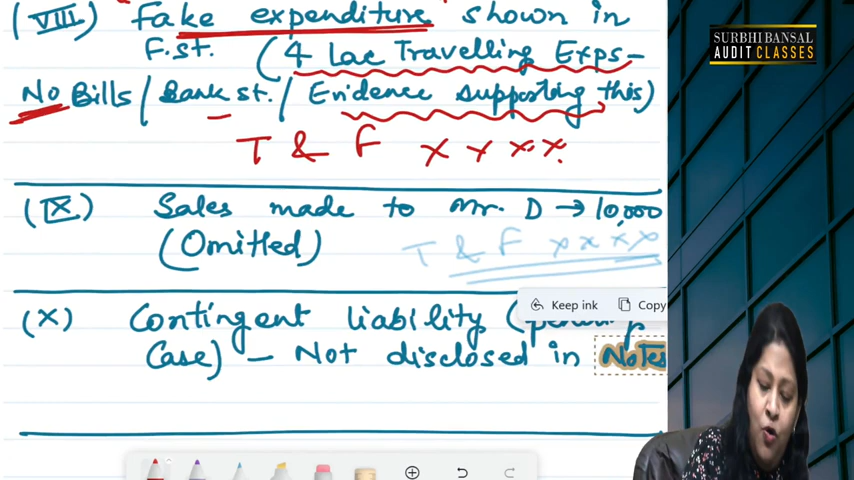 (VIII) Fake expenditure shown in
SURBHI BANSAL
AUDIT CLASSES
F.st. (4 Lac Travelling Exps-
No Bills / Bank st. / Evidence supporting this)
T & F x x x x
(IX) Sales made to Mr. D → 10,000
(Omitted) T & F x x x x
Keep ink Copy
(X) Contingent liability (pending
Case) - Not disclosed in Notes